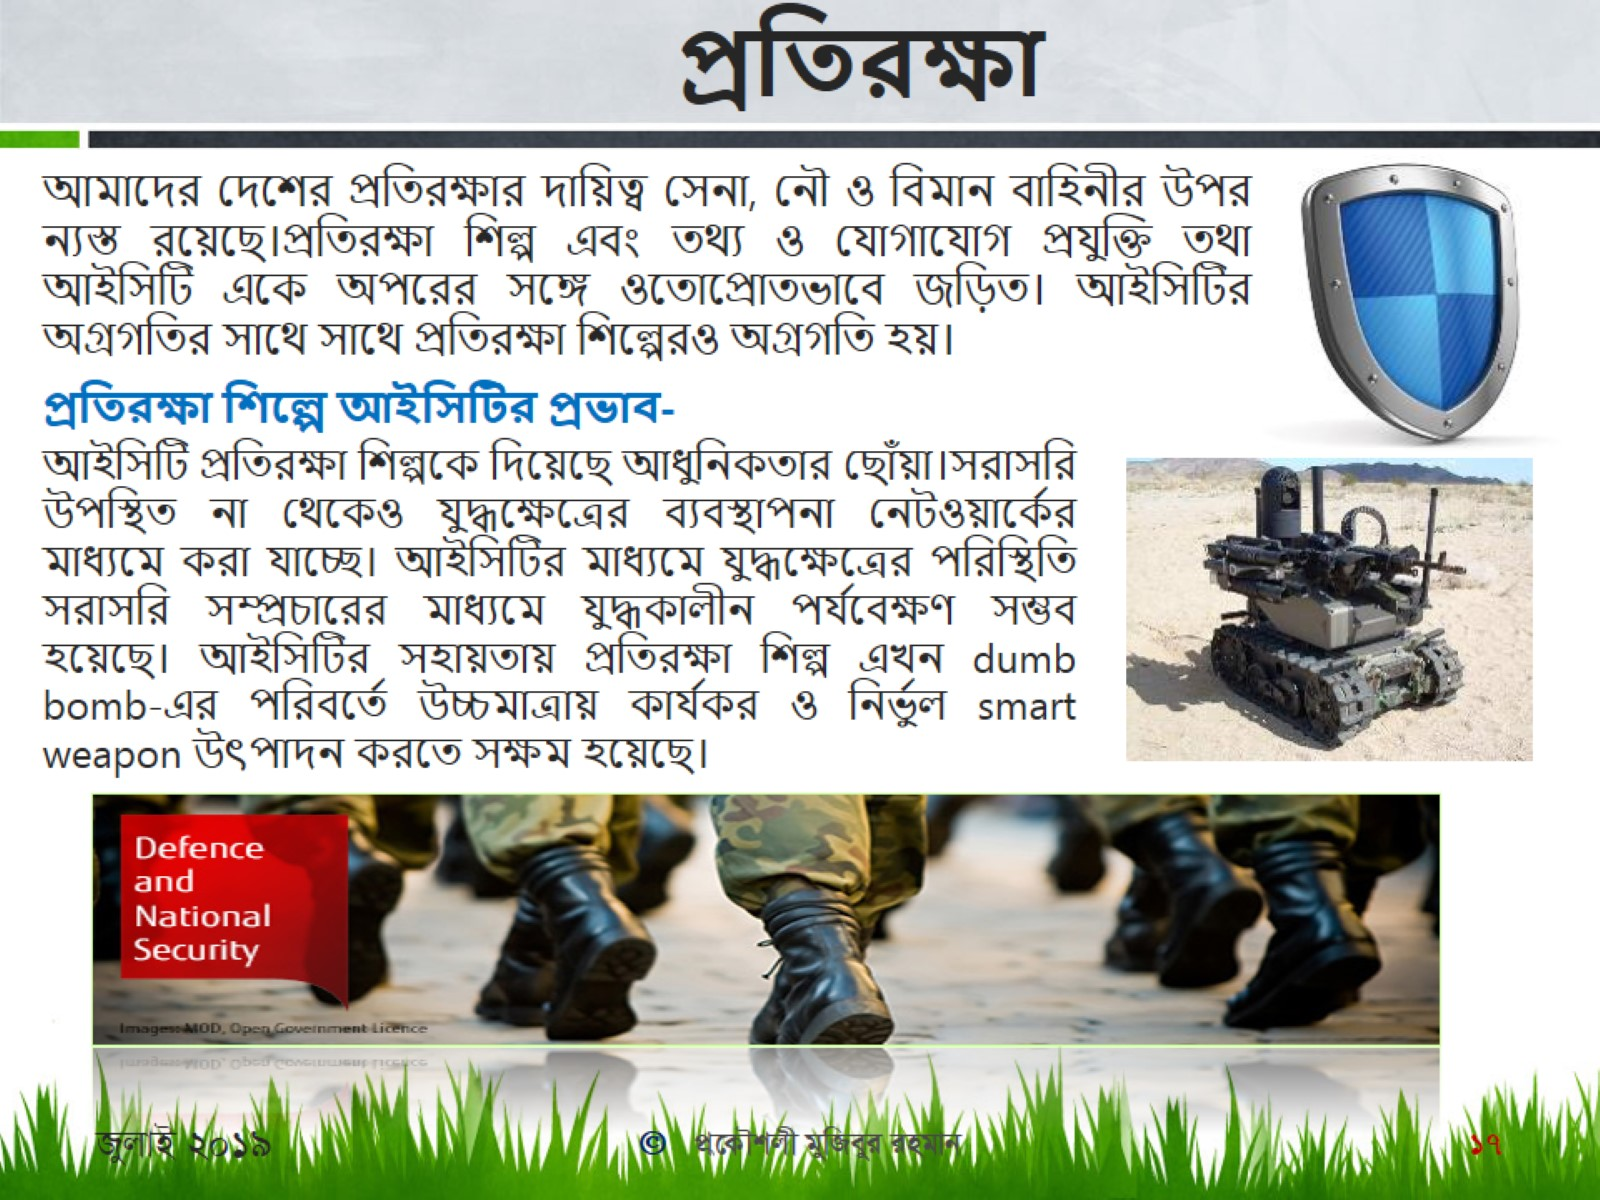 প্রতিরক্ষা
আমাদের দেশের প্রতিরক্ষার দায়িত্ব সেনা, নৌ ও বিমান বাহিনীর উপর
ন্যস্ত রয়েছে।প্রতিরক্ষা শিল্প এবং তথ্য ও যোগাযোগ প্রযুক্তি তথা
আইসিটি একে অপরের সঙ্গে ওতোপ্রোতভাবে জড়িত। আইসিটির
অগ্রগতির সাথে সাথে প্রতিরক্ষা শিল্পেরও অগ্রগতি হয়।
প্রতিরক্ষা শিল্পে আইসিটির প্রভাব-
আইসিটি প্রতিরক্ষা শিল্পকে দিয়েছে আধুনিকতার ছোঁয়া।সরাসরি
উপস্থিত না থেকেও যুদ্ধক্ষেত্রের ব্যবস্থাপনা নেটওয়ার্কের
মাধ্যমে করা যাচ্ছে। আইসিটির মাধ্যমে যুদ্ধক্ষেত্রের পরিস্থিতি
সরাসরি সম্প্রচারের মাধ্যমে যুদ্ধকালীন পর্যবেক্ষণ সম্ভব
হয়েছে। আইসিটির সহায়তায় প্রতিরক্ষা শিল্প এখন dumb
bomb-এর পরিবর্তে উচ্চমাত্রায় কার্যকর ও নির্ভুল smart
weapon উৎপাদন করতে সক্ষম হয়েছে।
Defence
and
National
Security
Images: MOD, Open Government Licence
জুলাই ২০১৯
© প্রকৌশলী মুজিবুর রহমান
১৭